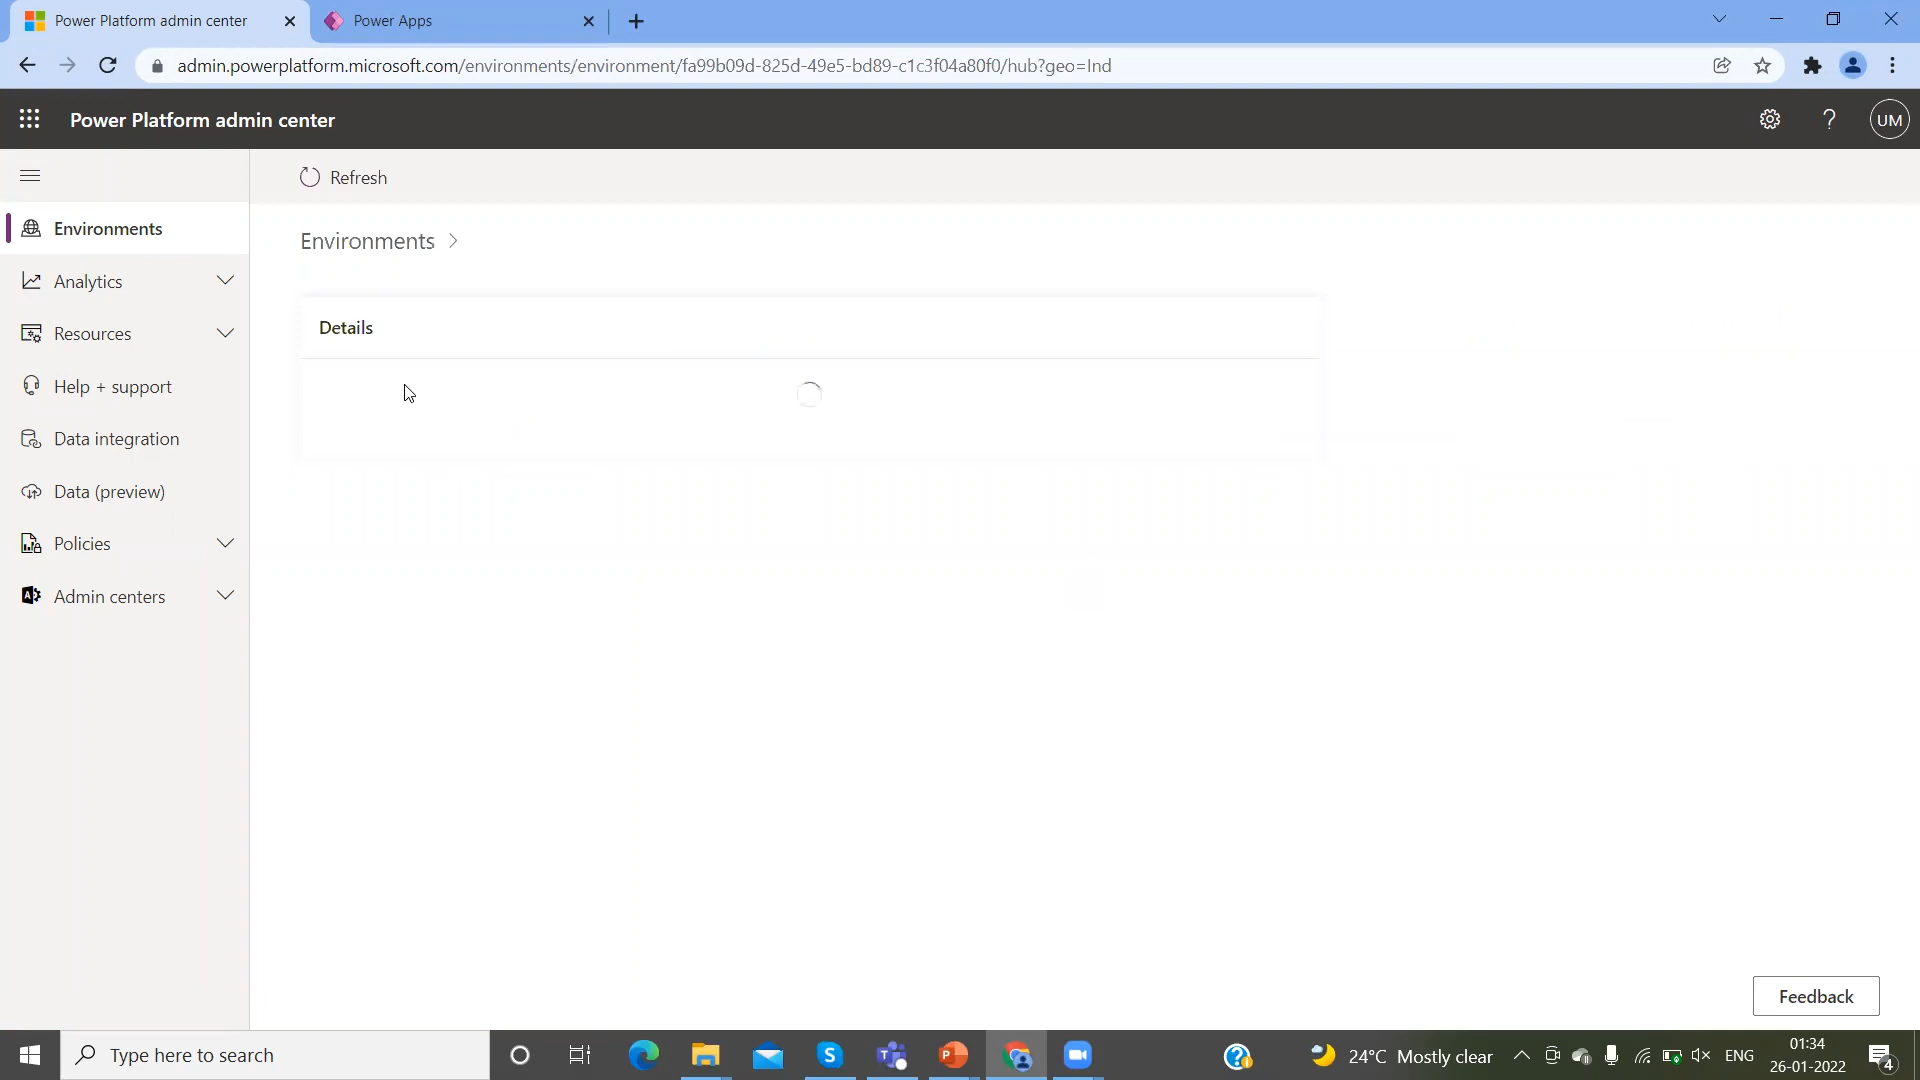 Power Platform admin center
Power Apps
admin.powerplatform.microsoft.com/environments/environment/fa99b09d-825d-49e5-bd89-c1c3f04a80f0/hub?geo=Ind
Power Platform admin center
?
UM
Refresh
Environments
Environments
Analytics
Details
Resources
Help + support
Data integration
Data (preview)
Policies
Admin centers
Feedback
Type here to search
24°C Mostly clear
ENG
01:34
26-01-2022
4